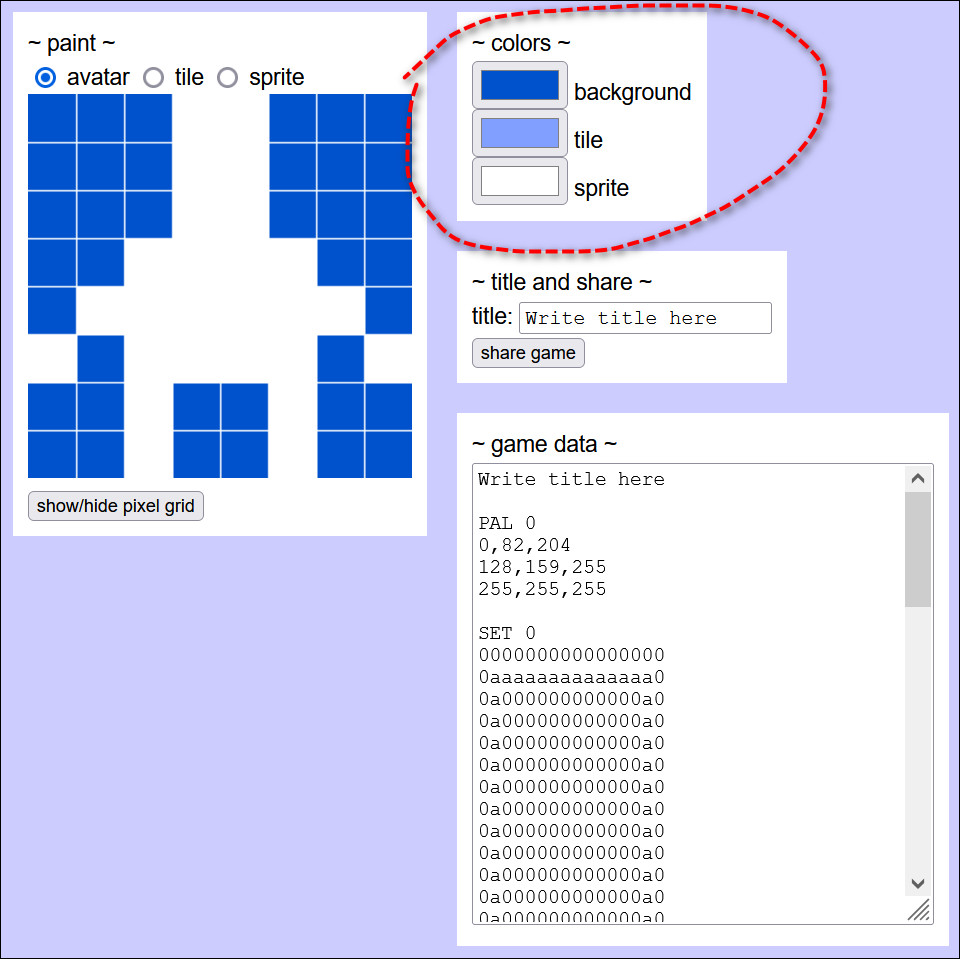 ~ paint ~
avatar tile sprite
show/hide pixel grid
~ colors ~
background
tile
sprite
~ title and share ~
title: Write title here
share game
~ game data ~
Write title here
PAL 0
0,82,204
128,159,255
255,255,255
SET 0
0000000000000000
0aaaaaaaaaaaaaa0
0a000000000000a0
0a000000000000a0
0a000000000000a0
0a000000000000a0
0a000000000000a0
0a000000000000a0
0a000000000000a0
0a000000000000a0
0a000000000000a0
0a000000000000a0
0a000000000000a0